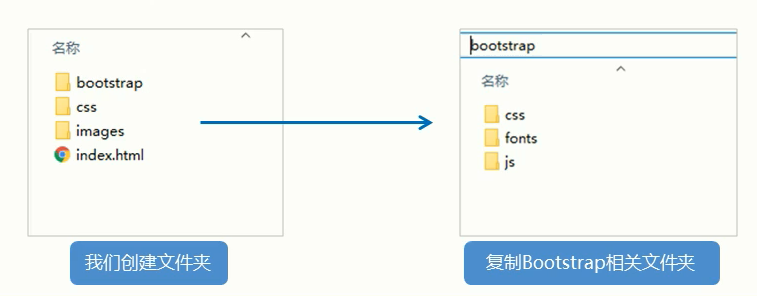 名称
bootstrap
css
images
index.html
我们创建文件夹
bootstrap
名称
css
fonts
js
复制Bootstrap相关文件夹